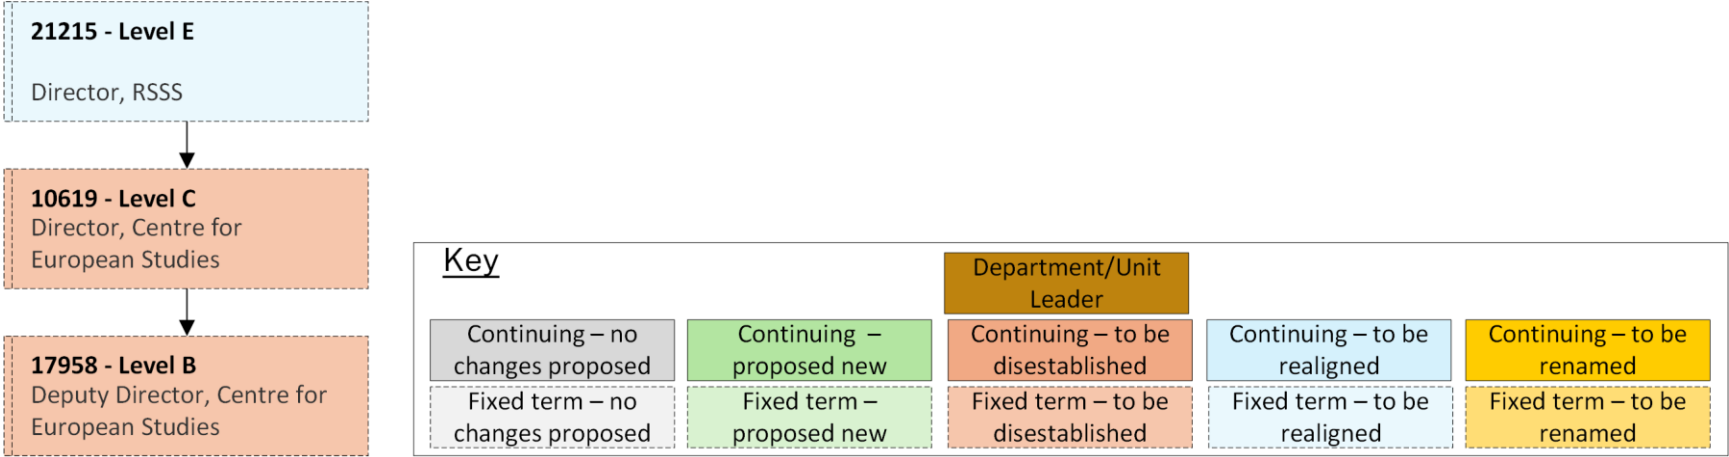 21215 - Level E
Director, RSSS
10619 - Level C
Director, Centre for
European Studies
17958 - Level B
Deputy Director, Centre for
European Studies
Key
Department/Unit
Leader
Continuing – no
changes proposed
Continuing –
proposed new
Continuing – to be
disestablished
Continuing – to be
realigned
Continuing – to be
renamed
Fixed term – no
changes proposed
Fixed term –
proposed new
Fixed term – to be
disestablished
Fixed term – to be
realigned
Fixed term – to be
renamed